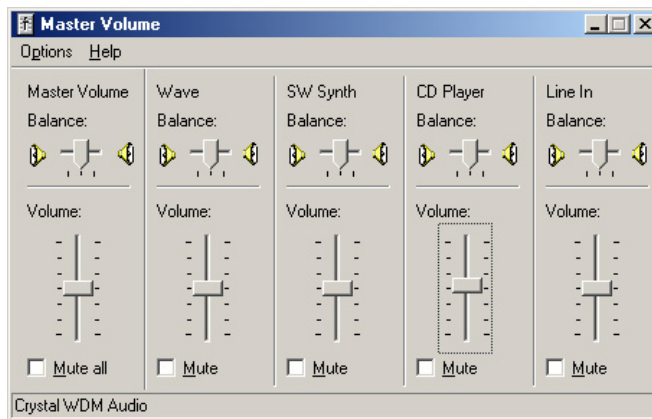 Master Volume
Options Help
Master Volume Wave SW Synth CD Player Line In
Balance: Balance: Balance: Balance: Balance:
Volume: Volume: Volume: Volume: Volume:
Mute all Mute Mute Mute Mute
Crystal WDM Audio